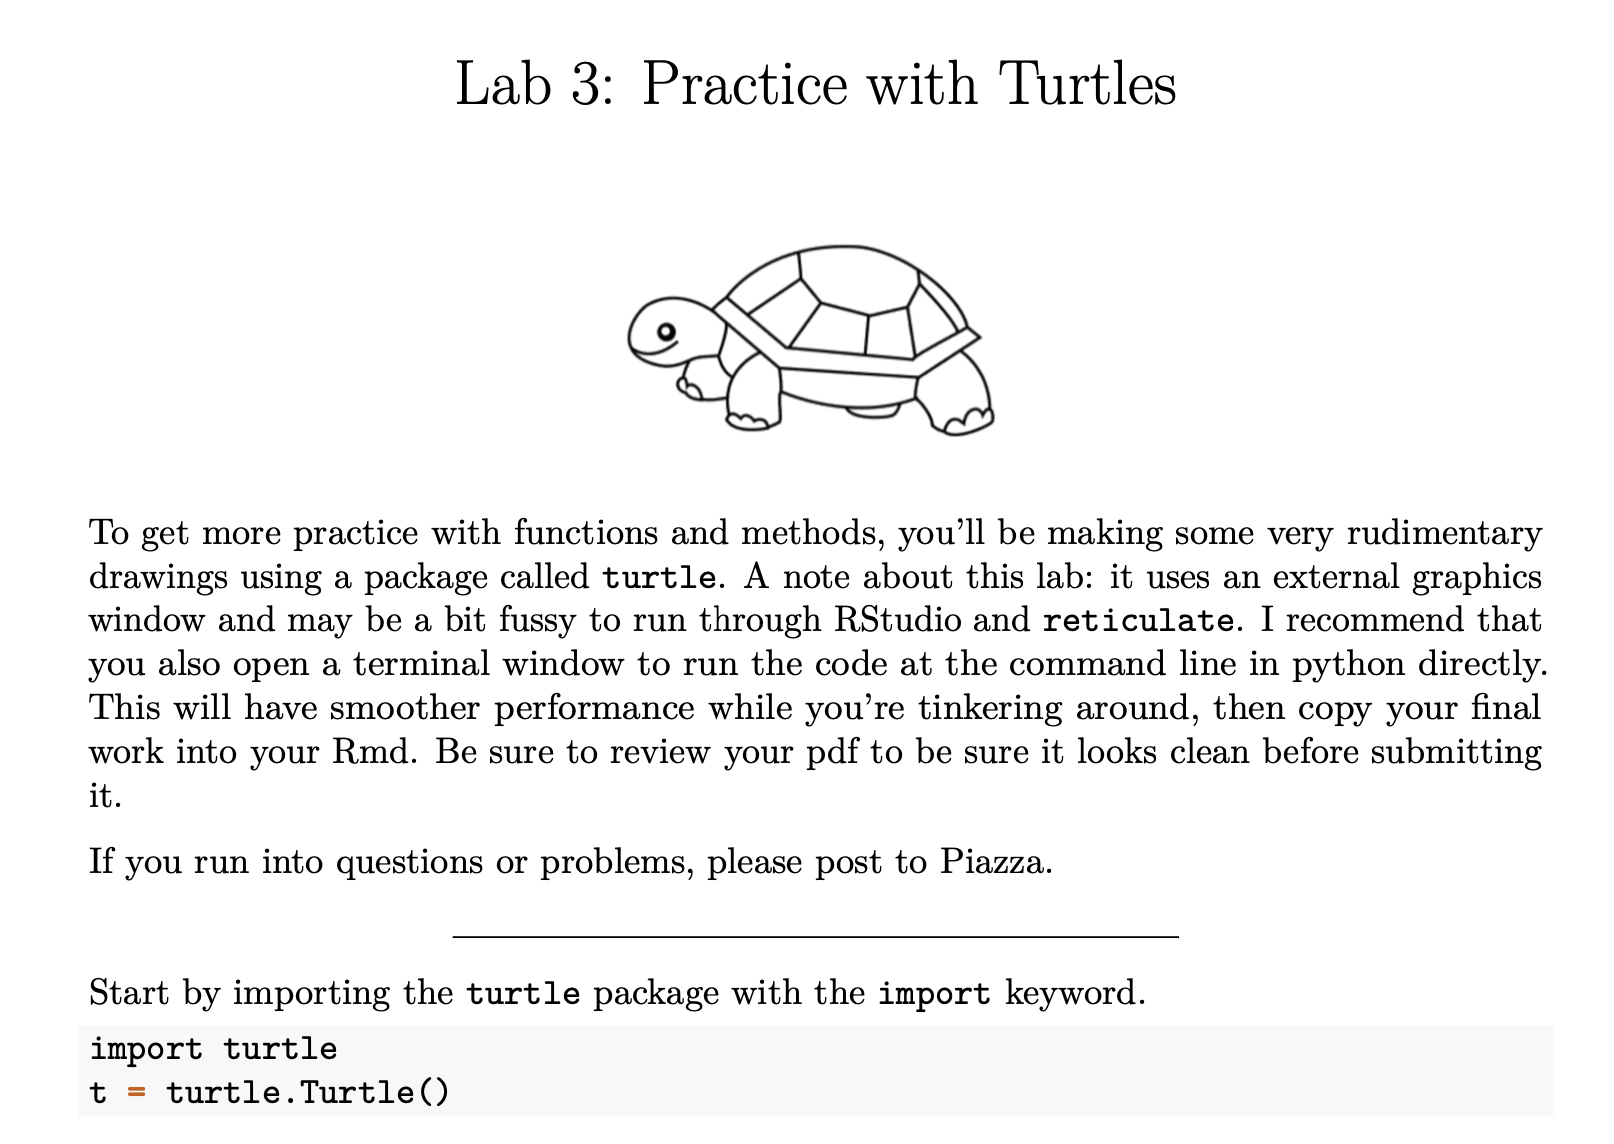 Lab 3: Practice with Turtles
To get more practice with functions and methods, you’ll be making some very rudimentary
drawings using a package called turtle. A note about this lab: it uses an external graphics
window and may be a bit fussy to run through RStudio and reticulate. I recommend that
you also open a terminal window to run the code at the command line in python directly.
This will have smoother performance while you’re tinkering around, then copy your final
work into your Rmd. Be sure to review your pdf to be sure it looks clean before submitting
it.
If you run into questions or problems, please post to Piazza.
Start by importing the turtle package with the import keyword.
import turtle
t = turtle.Turtle()